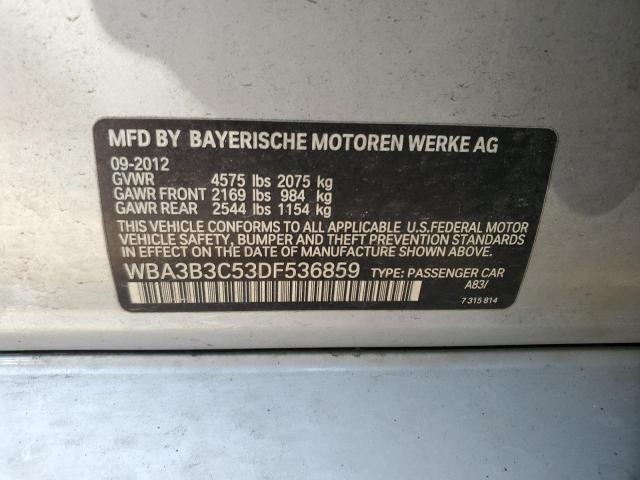 MFD BY BAYERISCHE MOTOREN WERKE AG
09-2012
GVWR 4575 lbs 2075 kg
GAWR FRONT 2169 lbs 984 kg
GAWR REAR 2544 lbs 1154 kg
THIS VEHICLE CONFORMS TO ALL APPLICABLE U.S.FEDERAL MOTOR
VEHICLE SAFETY, BUMPER AND THEFT PREVENTION STANDARDS
IN EFFECT ON THE DATE OF MANUFACTURE SHOWN ABOVE.
WBA3B3C53DF536859 TYPE: PASSENGER CAR
A83/
7 315 814